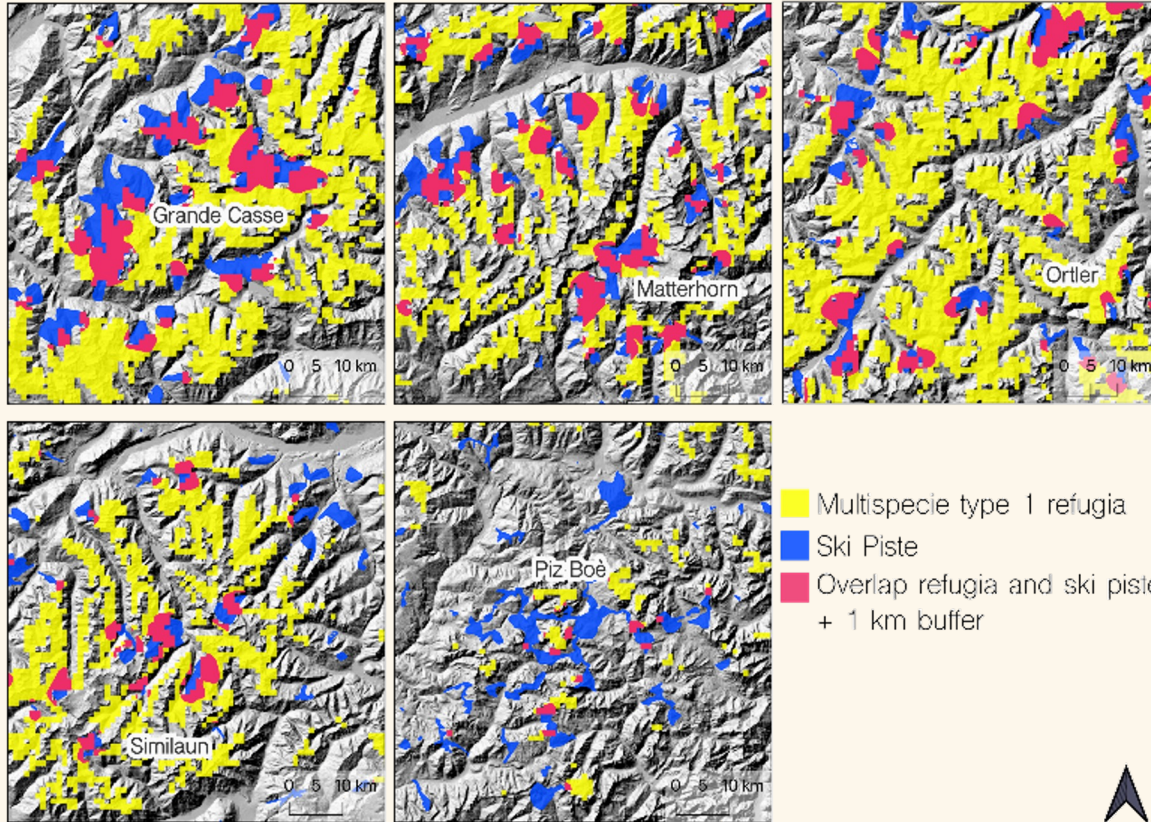 Grande Casse
0 5 10 km
Matterhorn
0 5 10 km
Ortler
0 5 10 km
Similaun
0 5 10 km
Piz Boè
0 5 10 km
Multispecie type 1 refugia
Ski Piste
Overlap refugia and ski piste
+ 1 km buffer